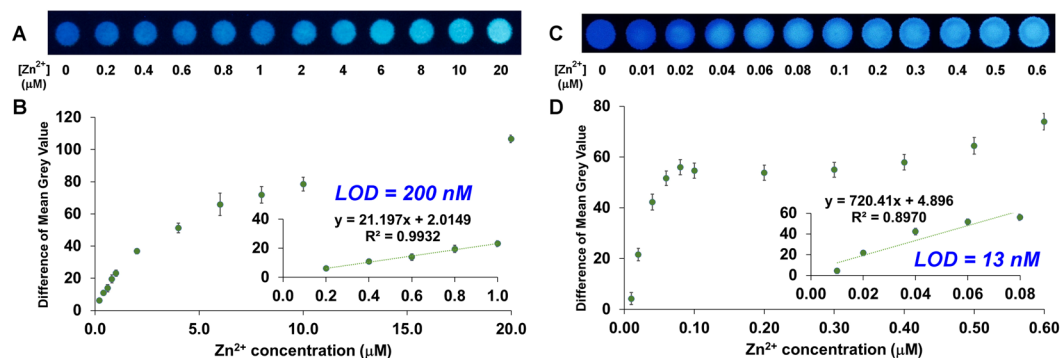 A
[Zn²⁺] (μM) 0 0.2 0.4 0.6 0.8 1 2 4 6 8 10 20
B
Difference of Mean Grey Value
120
100
80
60
40
20
0
0.0 5.0 10.0 15.0 20.0
Zn²⁺ concentration (μM)
LOD = 200 nM
y = 21.197x + 2.0149
R² = 0.9932
40
20
0
0.0 0.2 0.4 0.6 0.8 1.0
C
[Zn²⁺] (μM) 0 0.01 0.02 0.04 0.06 0.08 0.1 0.2 0.3 0.4 0.5 0.6
D
Difference of Mean Grey Value
80
60
40
20
0
0.00 0.10 0.20 0.30 0.40 0.50 0.60
Zn²⁺ concentration (μM)
y = 720.41x + 4.896
R² = 0.8970
LOD = 13 nM
60
40
20
0
0.00 0.02 0.04 0.06 0.08